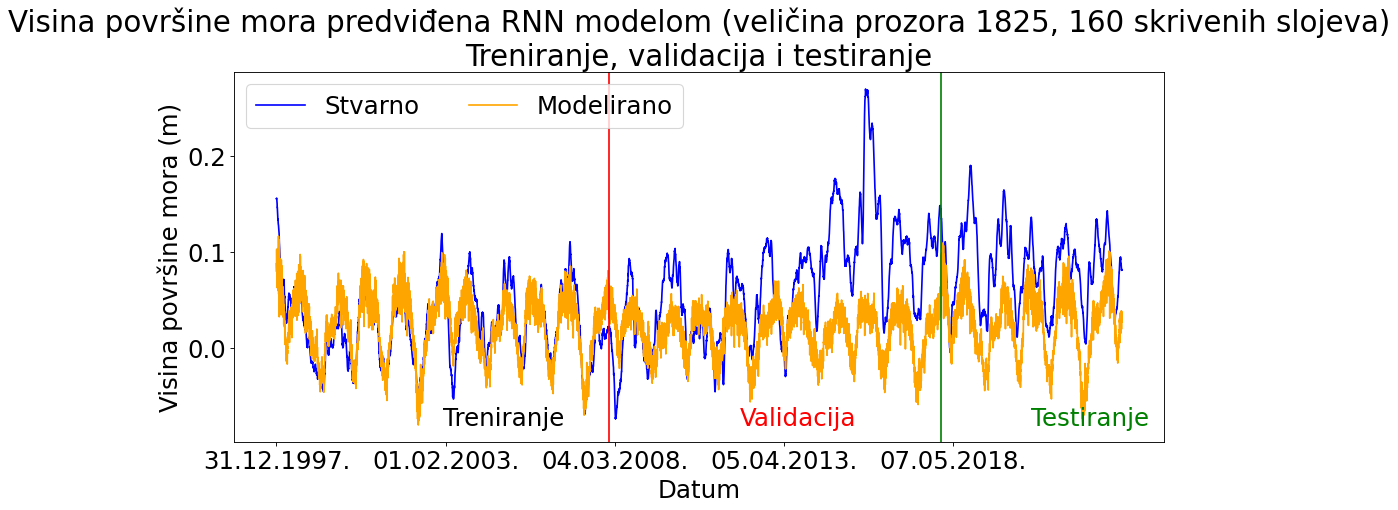 Visina površine mora predviđena RNN modelom (veličina prozora 1825, 160 skrivenih slojeva)
Treniranje, validacija i testiranje
Stvarno
Modelirano
Visina površine mora (m)
0.2
0.1
0.0
Treniranje
Validacija
Testiranje
31.12.1997.
01.02.2003.
04.03.2008.
05.04.2013.
07.05.2018.
Datum